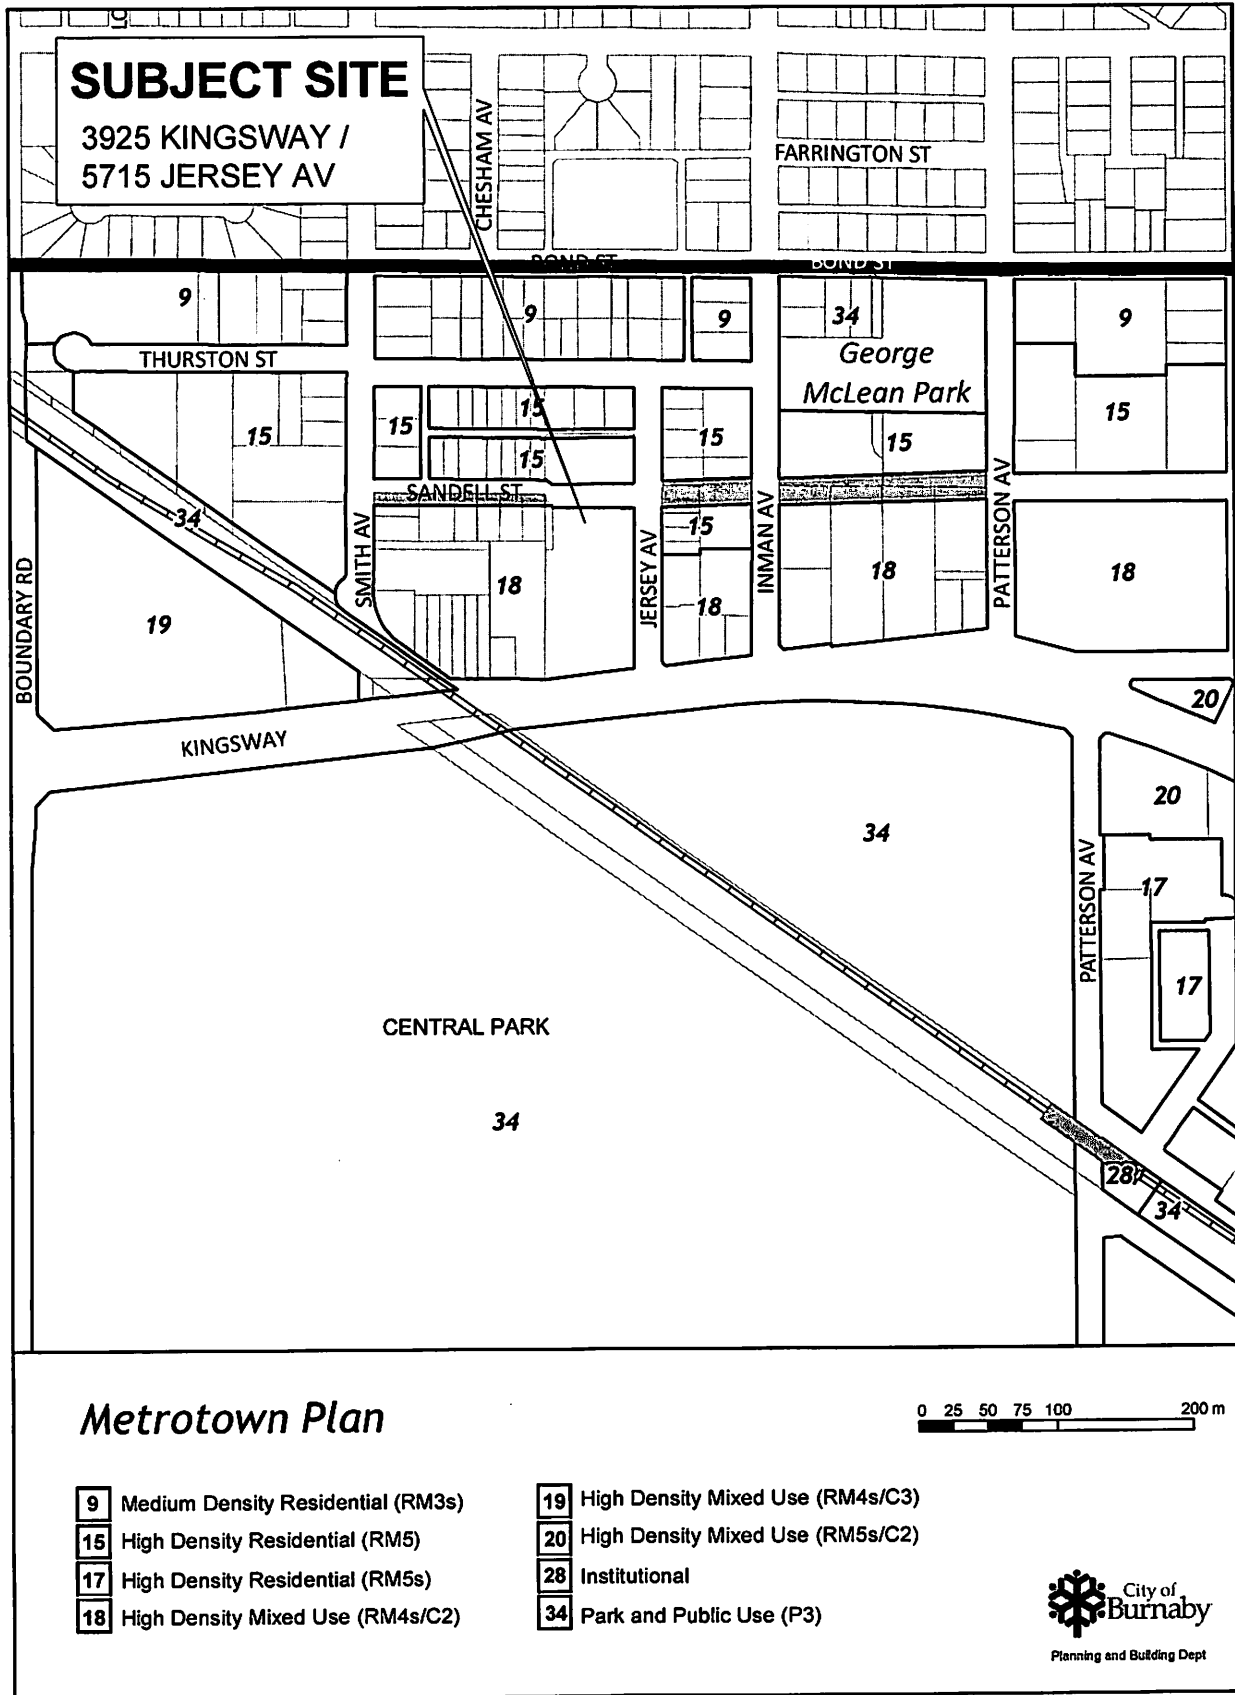 SUBJECT SITE
3925 KINGSWAY /
5715 JERSEY AV
CHESHAM AV
FARRINGTON ST
BOND ST
BOND ST
9
9
9
34
9
THURSTON ST
George
McLean Park
15
15
15
15
15
15
15
SANDELL ST
34
15
SMITH AV
JERSEY AV
INMAN AV
PATTERSON AV
BOUNDARY RD
18
18
18
18
19
20
KINGSWAY
20
34
PATTERSON AV
17
17
CENTRAL PARK
34
28
34
Metrotown Plan
0 25 50 75 100 200 m
9 Medium Density Residential (RM3s)
15 High Density Residential (RM5)
17 High Density Residential (RM5s)
18 High Density Mixed Use (RM4s/C2)
19 High Density Mixed Use (RM4s/C3)
20 High Density Mixed Use (RM5s/C2)
28 Institutional
34 Park and Public Use (P3)
City of
Burnaby
Planning and Building Dept